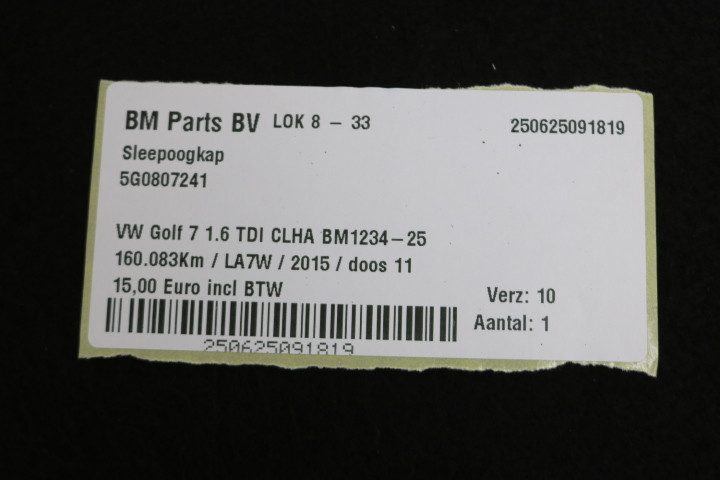 BM Parts BV LOK 8 - 33 250625091819
Sleepoogkap
5G0807241
VW Golf 7 1.6 TDI CLHA BM1234-25
160.083Km / LA7W / 2015 / doos 11
15,00 Euro incl BTW
Verz: 10
Aantal: 1
250625091819